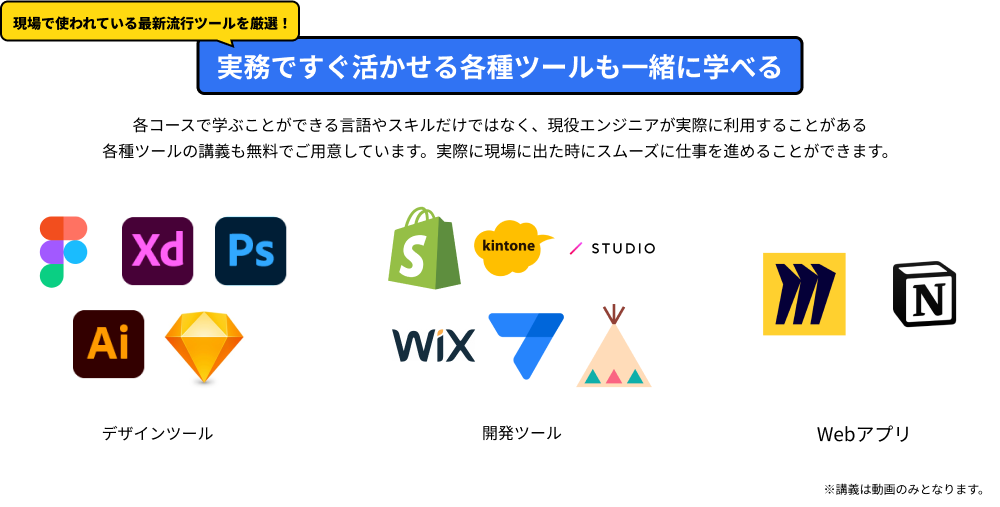 現場で使われている最新流行ツールを厳選！
実務ですぐ活かせる各種ツールも一緒に学べる
各コースで学ぶことができる言語やスキルだけではなく、現役エンジニアが実際に利用することがある
各種ツールの講義も無料でご用意しています。実際に現場に出た時にスムーズに仕事を進めることができます。
Xd
Ps
Ai
S
kintone
STUDIO
WiX
N
デザインツール
開発ツール
Webアプリ
※講義は動画のみとなります。